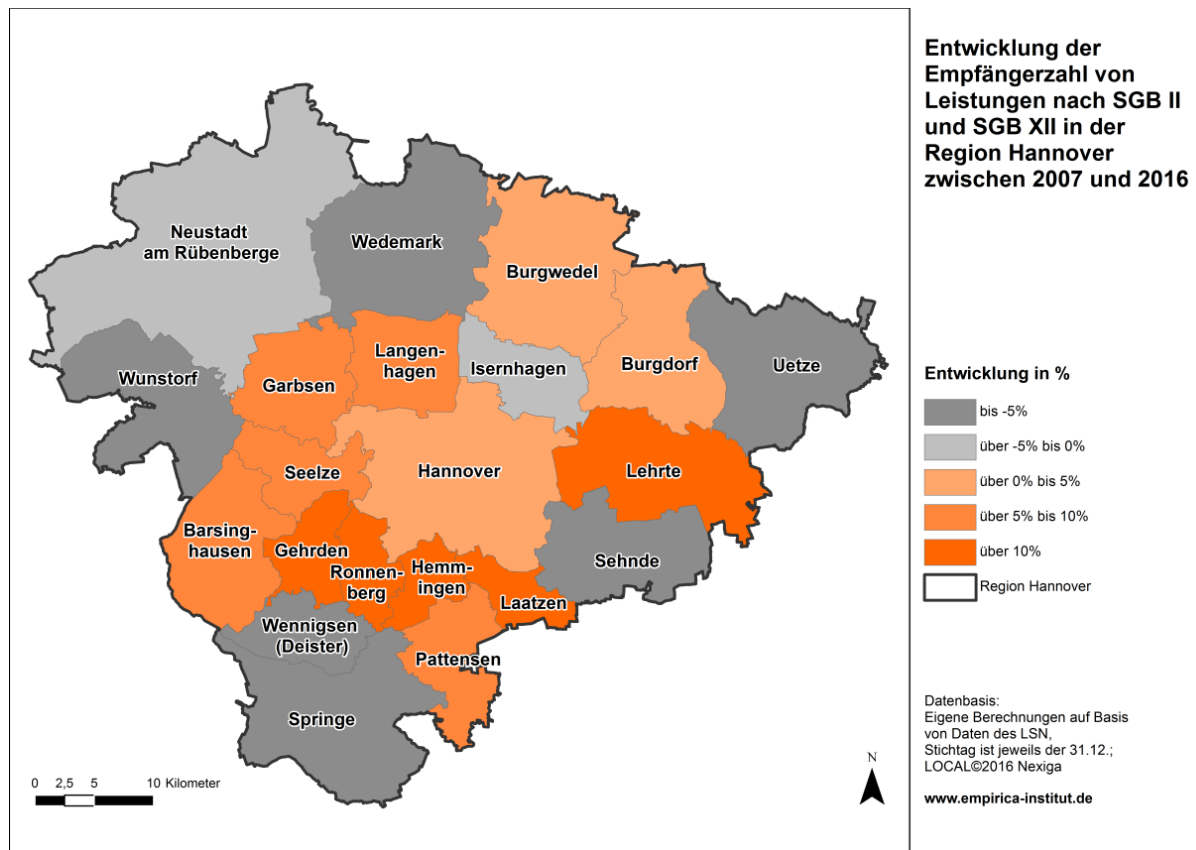 Entwicklung der
Empfängerzahl von
Leistungen nach SGB II
und SGB XII in der
Region Hannover
zwischen 2007 und 2016
Neustadt
am Rübenberge
Wedemark
Burgwedel
Langen-
hagen
Isernhagen
Burgdorf
Uetze
Wunstorf
Garbsen
Seelze
Hannover
Lehrte
Barsing-
hausen
Gehrden
Ronnen-
berg
Hemm-
ingen
Laatzen
Sehnde
Wennigsen
(Deister)
Pattensen
Springe
0 2,5 5 10 Kilometer
N
Entwicklung in %
bis -5%
über -5% bis 0%
über 0% bis 5%
über 5% bis 10%
über 10%
Region Hannover
Datenbasis:
Eigene Berechnungen auf Basis
von Daten des LSN,
Stichtag ist jeweils der 31.12.;
LOCAL©2016 Nexiga
www.empirica-institut.de